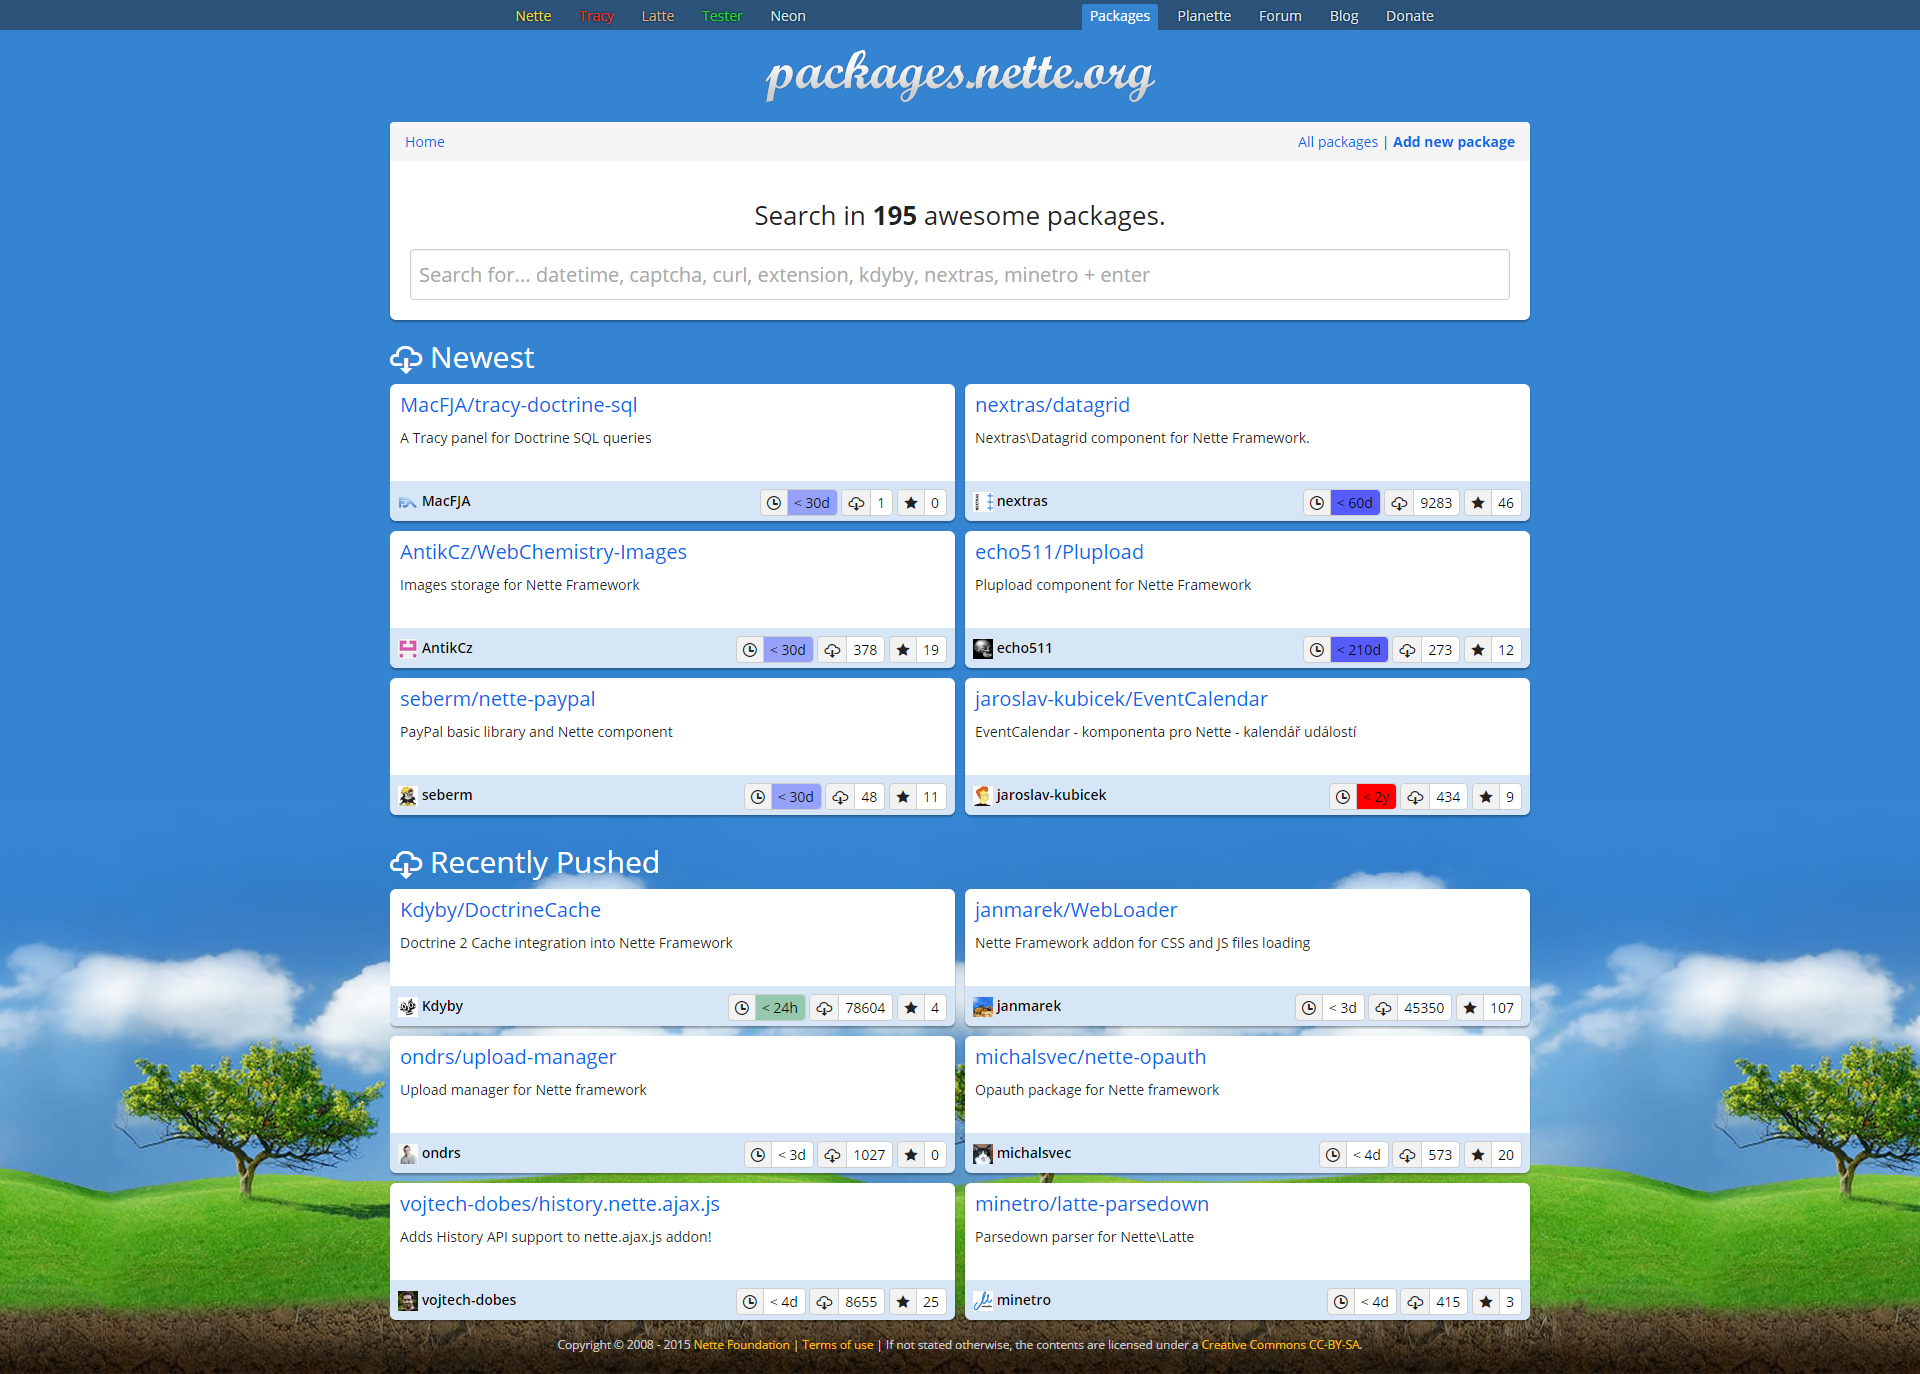 Nette Tracy Latte Tester Neon Packages Planette Forum Blog Donate
packages.nette.org
Home All packages | Add new package
Search in 195 awesome packages.
Search for... datetime, captcha, curl, extension, kdyby, nextras, minetro + enter
Newest
MacFJA/tracy-doctrine-sql
A Tracy panel for Doctrine SQL queries
MacFJA < 30d 1 0
nextras/datagrid
Nextras\Datagrid component for Nette Framework.
nextras < 60d 9283 46
AntikCz/WebChemistry-Images
Images storage for Nette Framework
AntikCz < 30d 378 19
echo511/Plupload
Plupload component for Nette Framework
echo511 < 210d 273 12
seberm/nette-paypal
PayPal basic library and Nette component
seberm < 30d 48 11
jaroslav-kubicek/EventCalendar
EventCalendar - komponenta pro Nette - kalendář událostí
jaroslav-kubicek < 2y 434 9
Recently Pushed
Kdyby/DoctrineCache
Doctrine 2 Cache integration into Nette Framework
Kdyby < 24h 78604 4
janmarek/WebLoader
Nette Framework addon for CSS and JS files loading
janmarek < 3d 45350 107
ondrs/upload-manager
Upload manager for Nette framework
ondrs < 3d 1027 0
michalsvec/nette-opauth
Opauth package for Nette framework
michalsvec < 4d 573 20
vojtech-dobes/history.nette.ajax.js
Adds History API support to nette.ajax.js addon!
vojtech-dobes < 4d 8655 25
minetro/latte-parsedown
Parsedown parser for Nette\Latte
minetro < 4d 415 3
Copyright © 2008 - 2015 Nette Foundation | Terms of use | If not stated otherwise, the contents are licensed under a Creative Commons CC-BY-SA.